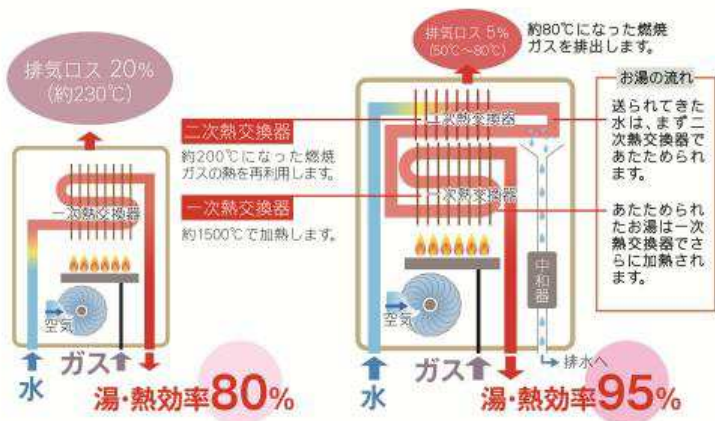 排気ロス 20%
(約230℃)
一次熱交換器
空気
水
ガス
湯・熱効率80%
二次熱交換器
約200℃になった燃焼
ガスの熱を再利用します。
一次熱交換器
約1500℃で加熱します。
排気ロス 5%
(50℃〜80℃)
約80℃になった燃焼
ガスを排出します。
二次熱交換器
一次熱交換器
空気
中和器
排水へ
水
ガス
湯・熱効率95%
お湯の流れ
送られてきた
水は、まず二
次熱交換器で
あたためられ
ます。
あたためられ
たお湯は一次
熱交換器でさ
らに加熱され
ます。